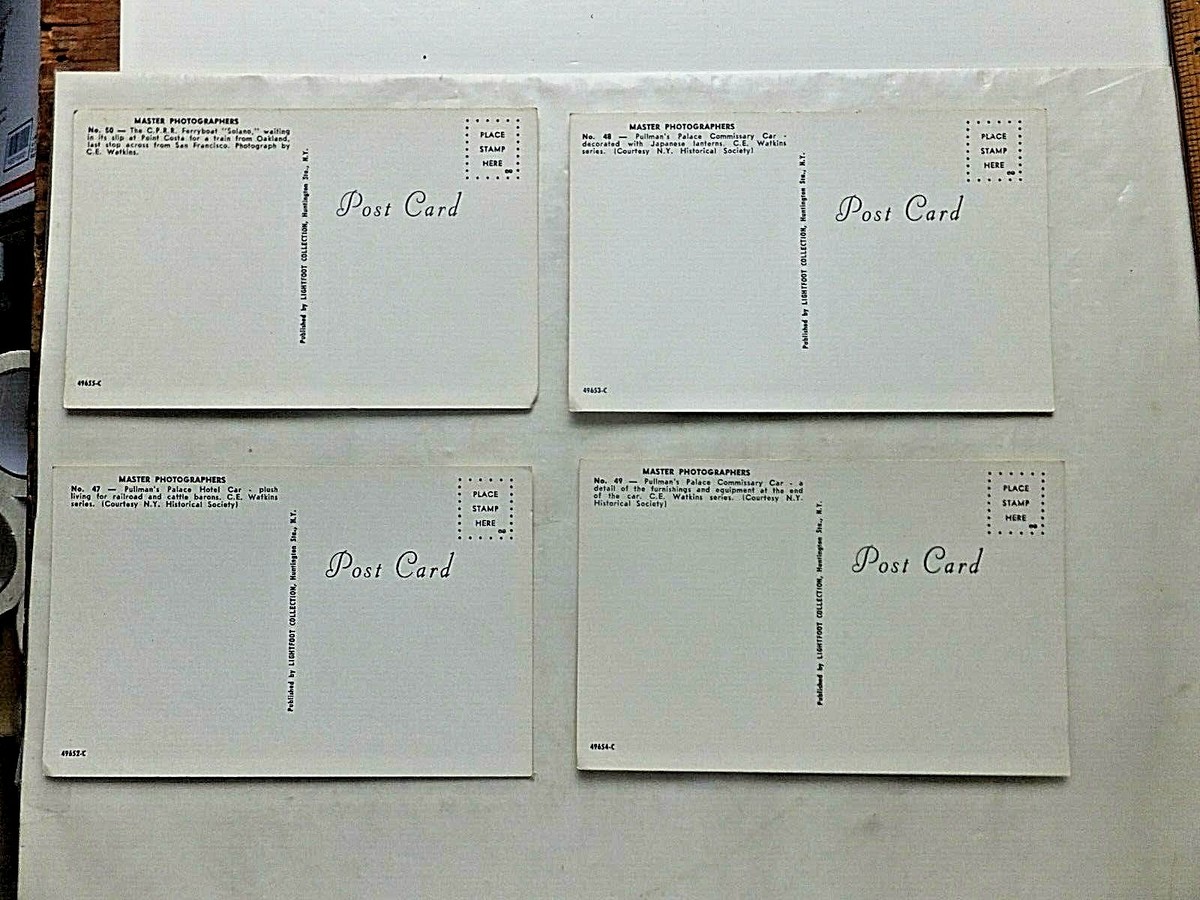 MASTER PHOTOGRAPHERS
No. 50 — The C.P.R.R. Ferryboat "Solano," waiting
in its slip at Point Costa for a train from Oakland,
last stop across from San Francisco. Photograph by
C.E. Watkins.
PLACE
STAMP
HERE
Post Card
Published by LIGHTFOOT COLLECTION, Huntington Sta., N.Y.
49655-C
MASTER PHOTOGRAPHERS
No. 48 — Pullman's Palace Commissary Car -
decorated with Japanese lanterns. C.E. Watkins
series. (Courtesy N.Y. Historical Society)
PLACE
STAMP
HERE
Post Card
Published by LIGHTFOOT COLLECTION, Huntington Sta., N.Y.
49653-C
MASTER PHOTOGRAPHERS
No. 47 — Pullman's Palace Hotel Car - plush
living for railroad and cattle barons. C.E. Watkins
series. (Courtesy N.Y. Historical Society)
PLACE
STAMP
HERE
Post Card
Published by LIGHTFOOT COLLECTION, Huntington Sta., N.Y.
49652-C
MASTER PHOTOGRAPHERS
No. 49 — Pullman's Palace Commissary Car - a
detail of the furnishings and equipment at the end
of the car. C.E. Watkins series. (Courtesy N.Y.
Historical Society)
PLACE
STAMP
HERE
Post Card
Published by LIGHTFOOT COLLECTION, Huntington Sta., N.Y.
49654-C